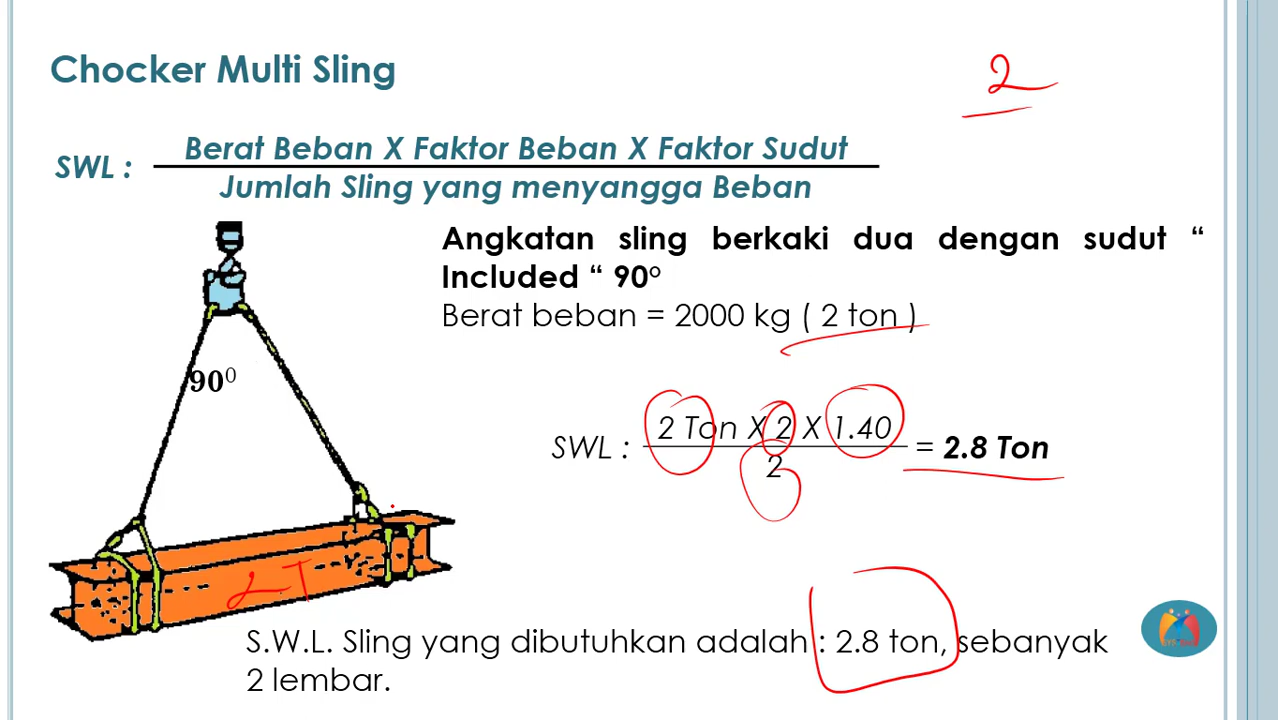 Chocker Multi Sling
2
SWL :
Berat Beban X Faktor Beban X Faktor Sudut
Jumlah Sling yang menyangga Beban
Angkatan sling berkaki dua dengan sudut “
Included “ 90°
Berat beban = 2000 kg ( 2 ton )
90⁰
SWL :
2 Ton X 2 X 1.40
2
= 2.8 Ton
2T
S.W.L. Sling yang dibutuhkan adalah : 2.8 ton, sebanyak
2 lembar.